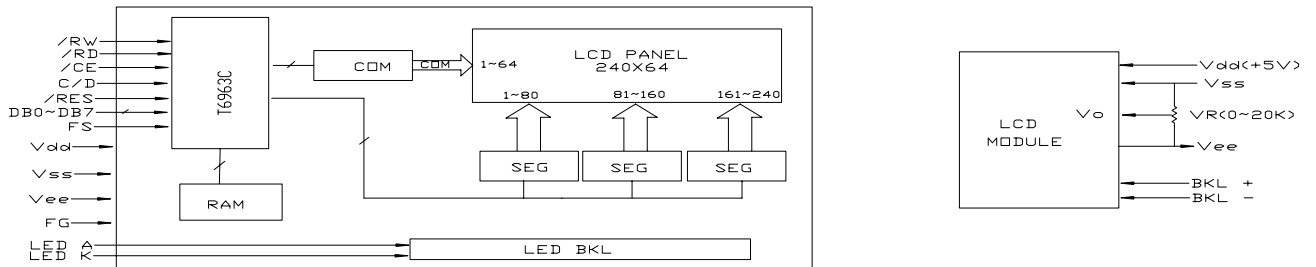 /RW
/RD
/CE
C/D
/RES
DB0~DB7
FS
Vdd
Vss
Vee
FG
LED A
LED K
T6963C
RAM
COM
COM
LCD PANEL
240X64
1~64
1~80
81~160
161~240
SEG
SEG
SEG
LED BKL
LCD
MODULE
Vo
Vdd(+5V)
Vss
VR(0~20K)
Vee
BKL +
BKL -